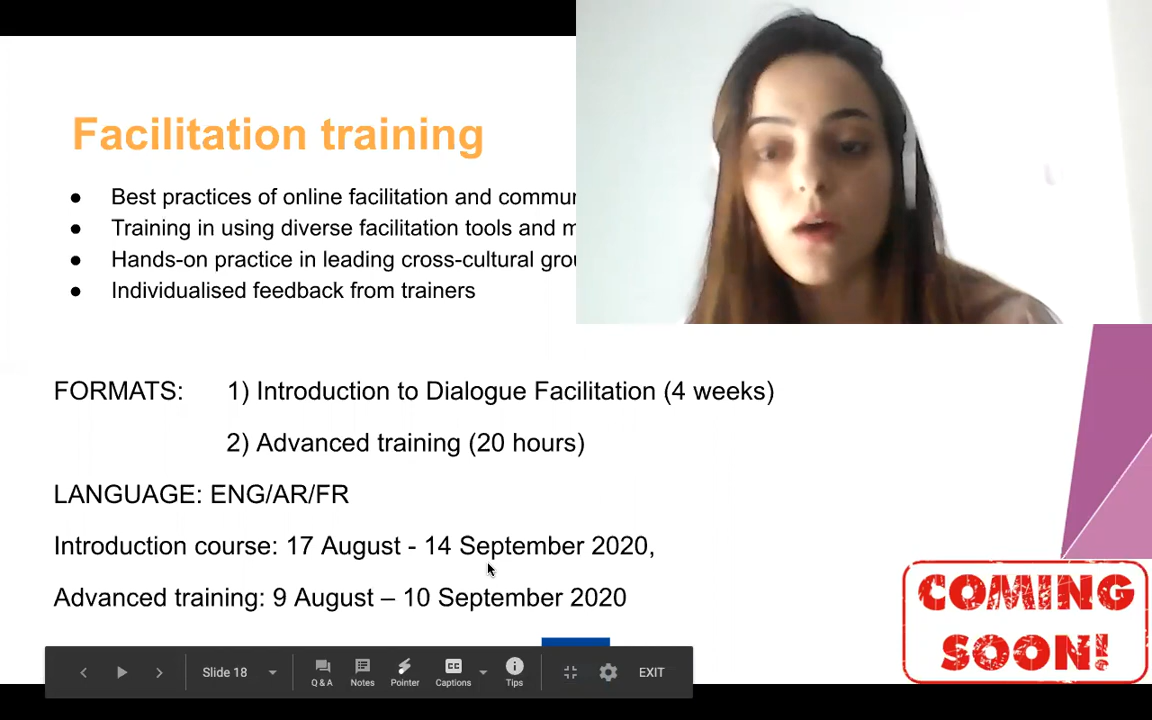 Facilitation training
● Best practices of online facilitation and
● Training in using diverse facilitation tools and
● Hands-on practice in leading cross-cultural
● Individualised feedback from trainers
FORMATS: 1) Introduction to Dialogue Facilitation (4 weeks)
2) Advanced training (20 hours)
LANGUAGE: ENG/AR/FR
Introduction course: 17 August - 14 September 2020,
Advanced training: 9 August – 10 September 2020
COMING
SOON!
Slide 18
Q & A
Notes
Pointer
CC
Captions
Tips
EXIT